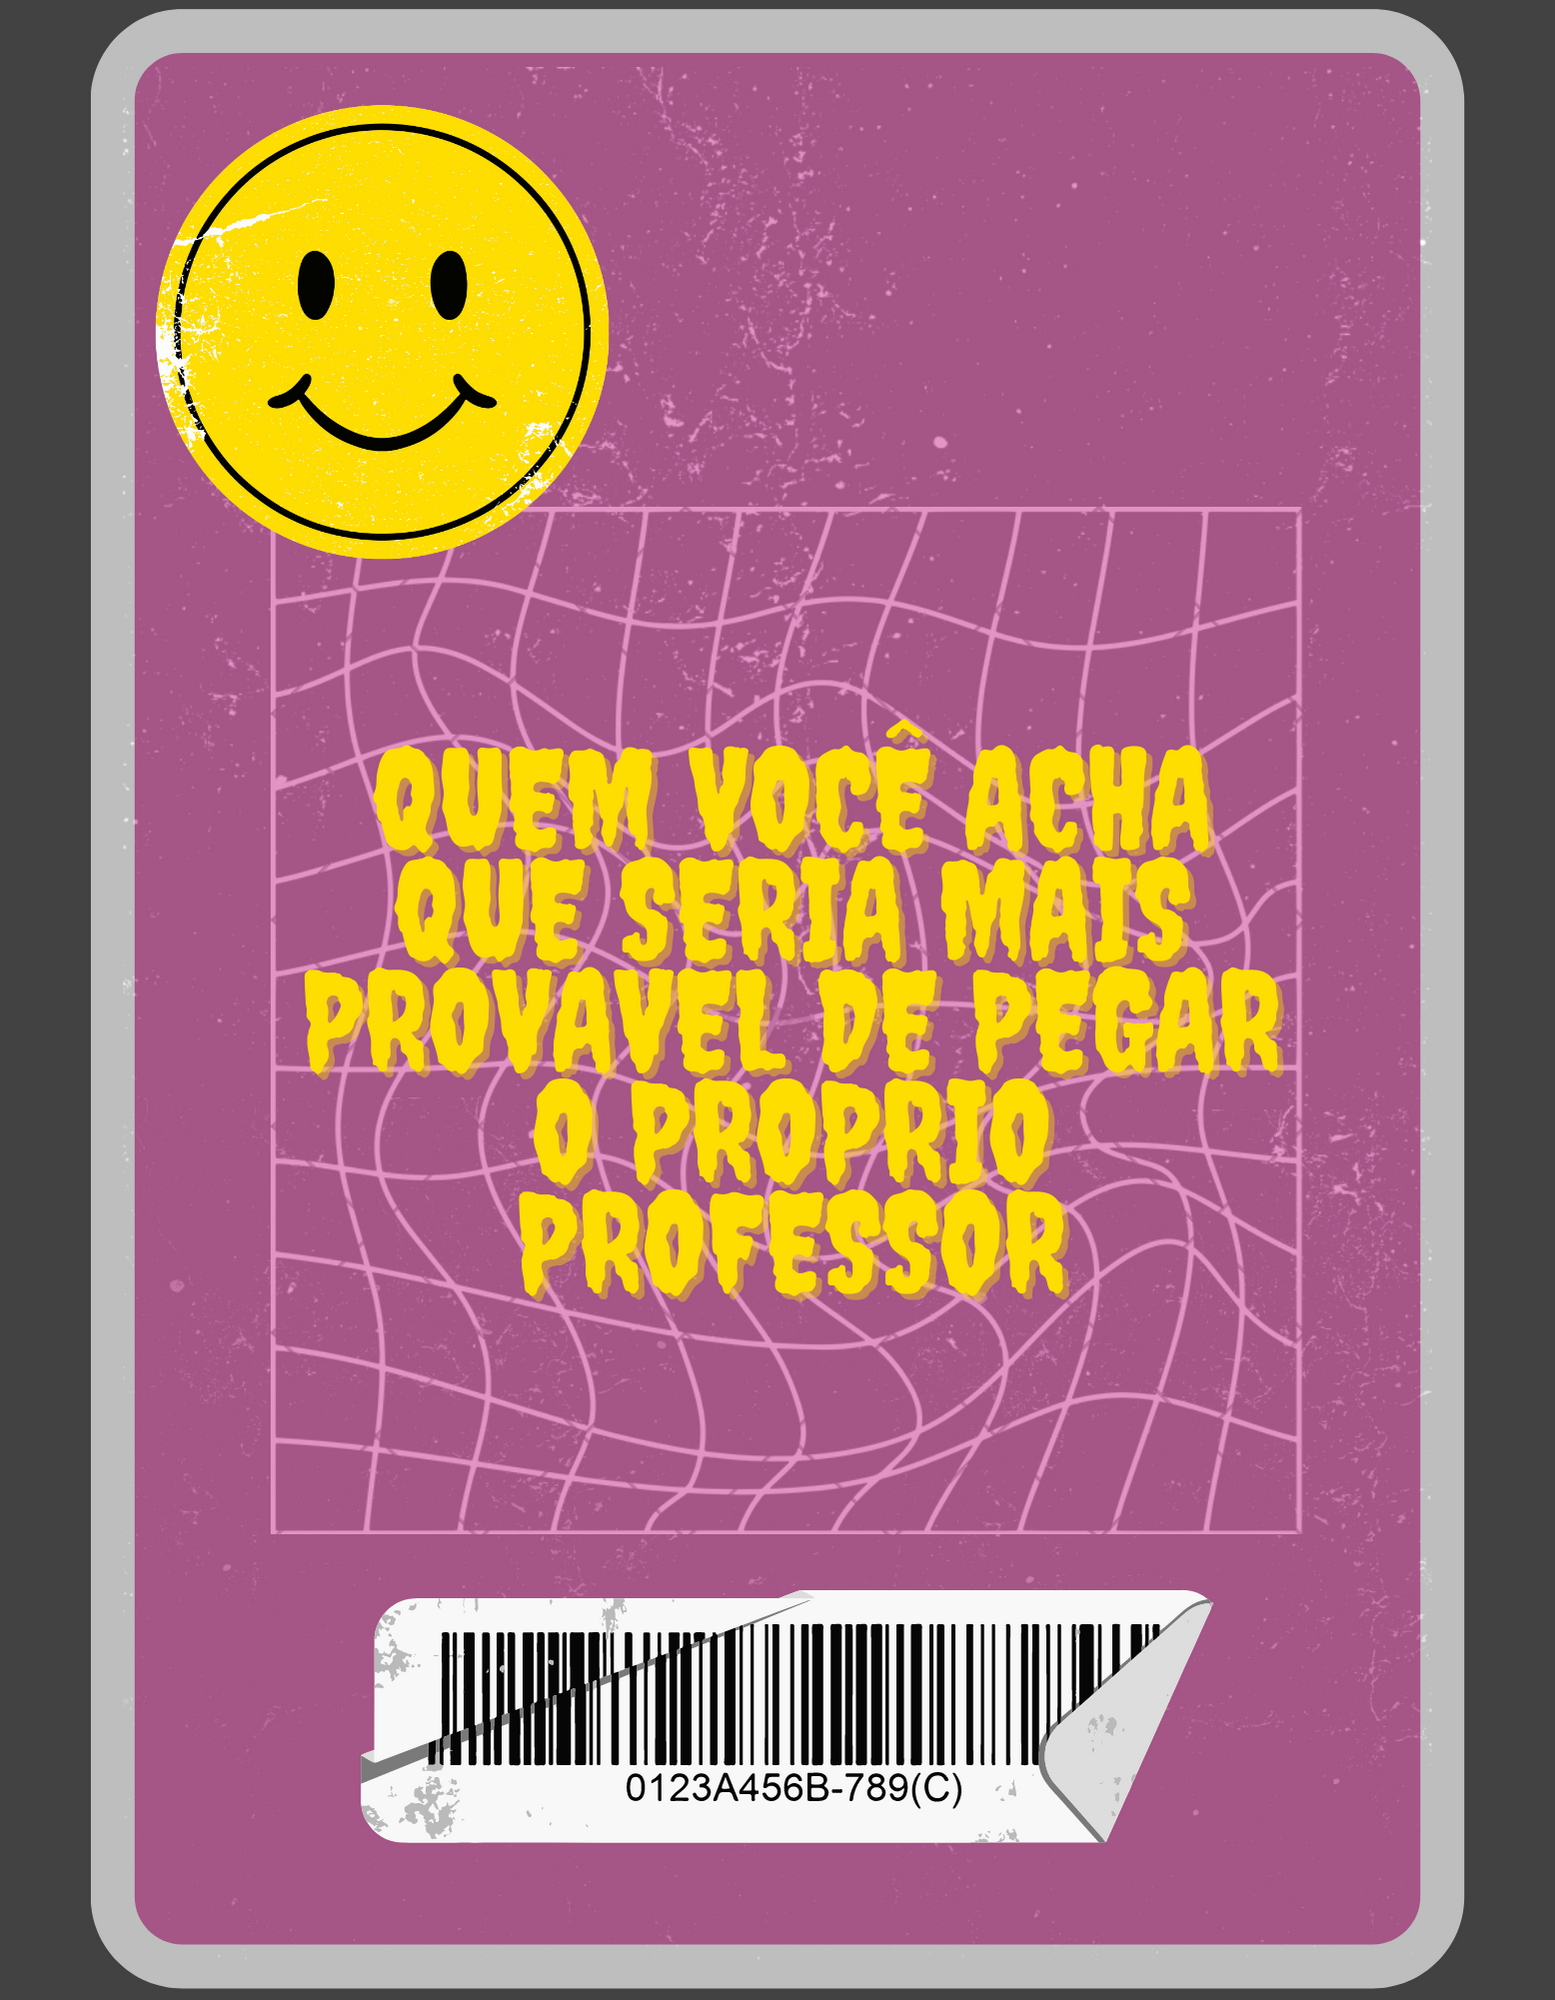 QUEM VOCÊ ACHA
QUE SERIA MAIS
PROVAVEL DE PEGAR
O PROPRIO
PROFESSOR
0123A456B-789(C)